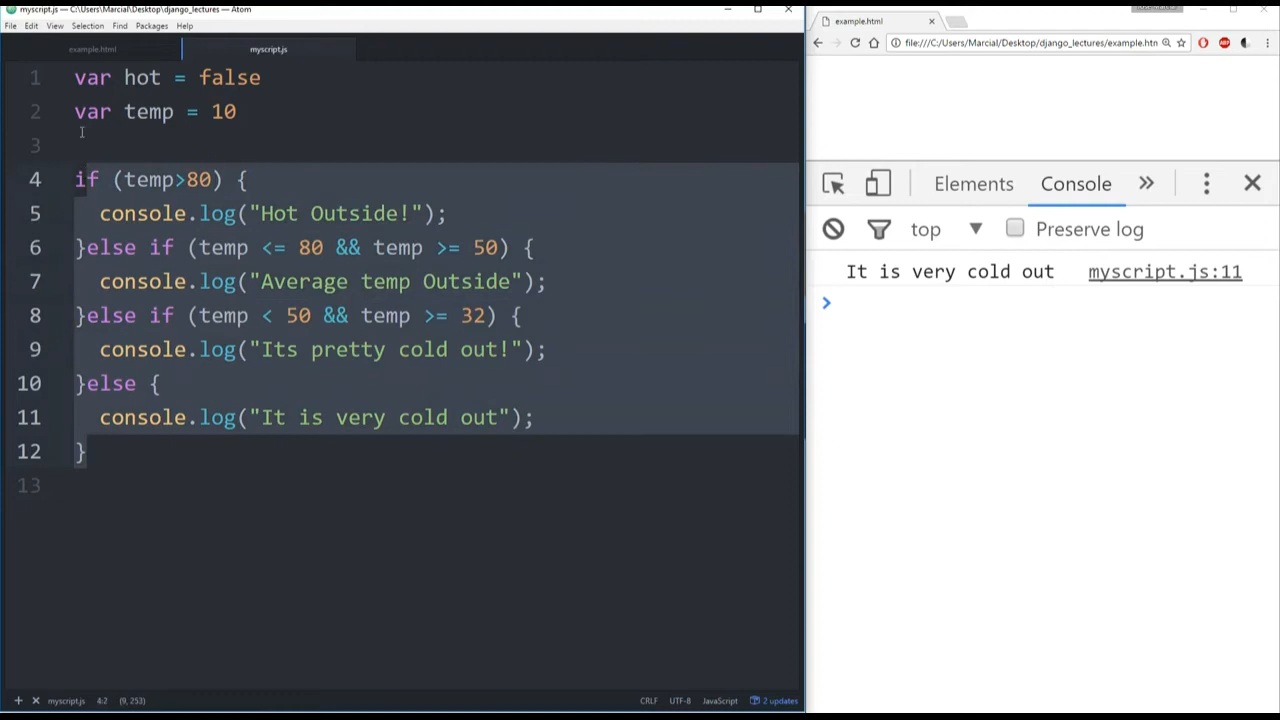 myscript.js — C:\Users\Marcial\Desktop\django_lectures — Atom
File Edit View Selection Find Packages Help
example.html myscript.js
1 var hot = false
2 var temp = 10
3
4 if (temp>80) {
5 console.log("Hot Outside!");
6 }else if (temp <= 80 && temp >= 50) {
7 console.log("Average temp Outside");
8 }else if (temp < 50 && temp >= 32) {
9 console.log("Its pretty cold out!");
10 }else {
11 console.log("It is very cold out");
12 }
13
+ × myscript.js 4:2 (9, 253) CRLF UTF-8 JavaScript 2 updates
example.html
file:///C:/Users/Marcial/Desktop/django_lectures/example.htn
Elements Console
top Preserve log
It is very cold out myscript.js:11